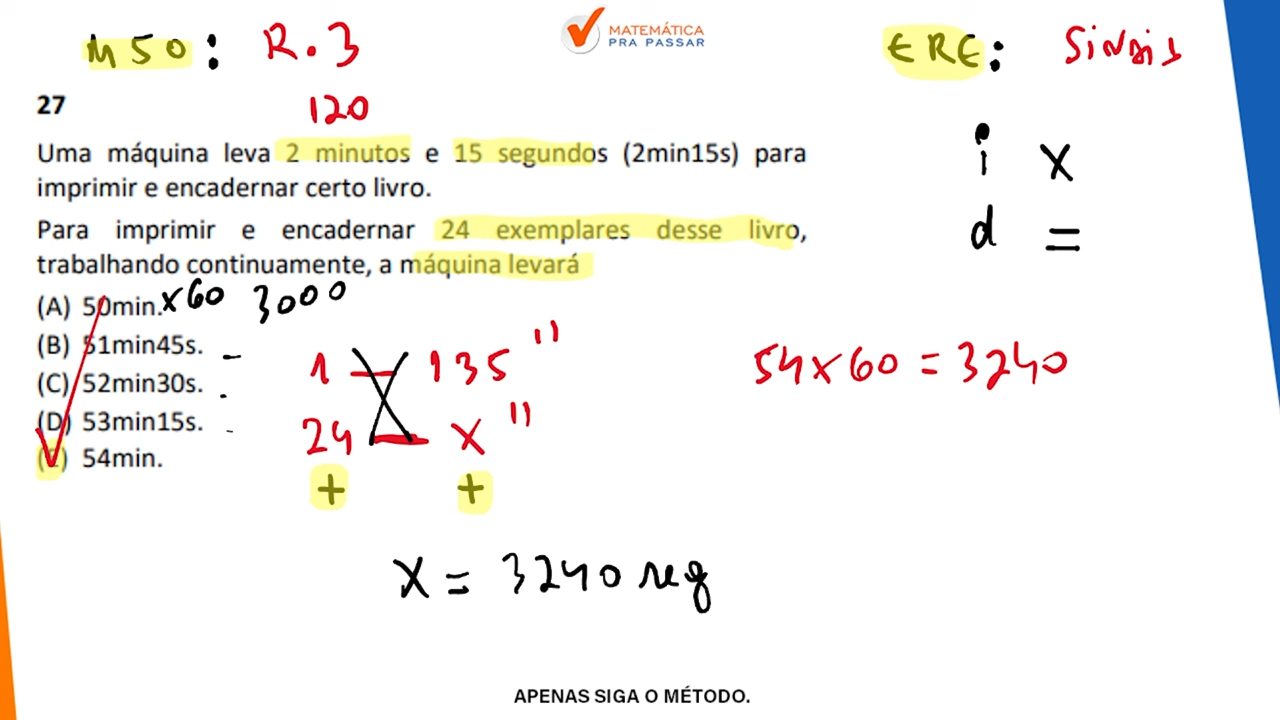 M50: R.3
MATEMÁTICA
PRA PASSAR
ERE: SINAIS
27
120
Uma máquina leva 2 minutos e 15 segundos (2min15s) para
imprimir e encadernar certo livro.
Para imprimir e encadernar 24 exemplares desse livro,
trabalhando continuamente, a máquina levará
(A) 50min. x60 3000
(B) 51min45s.
(C) 52min30s.
(D) 53min15s.
(E) 54min.
i x
d =
1 135"
24 x"
+ +
54x60 = 3240
x = 3240 seg
APENAS SIGA O MÉTODO.